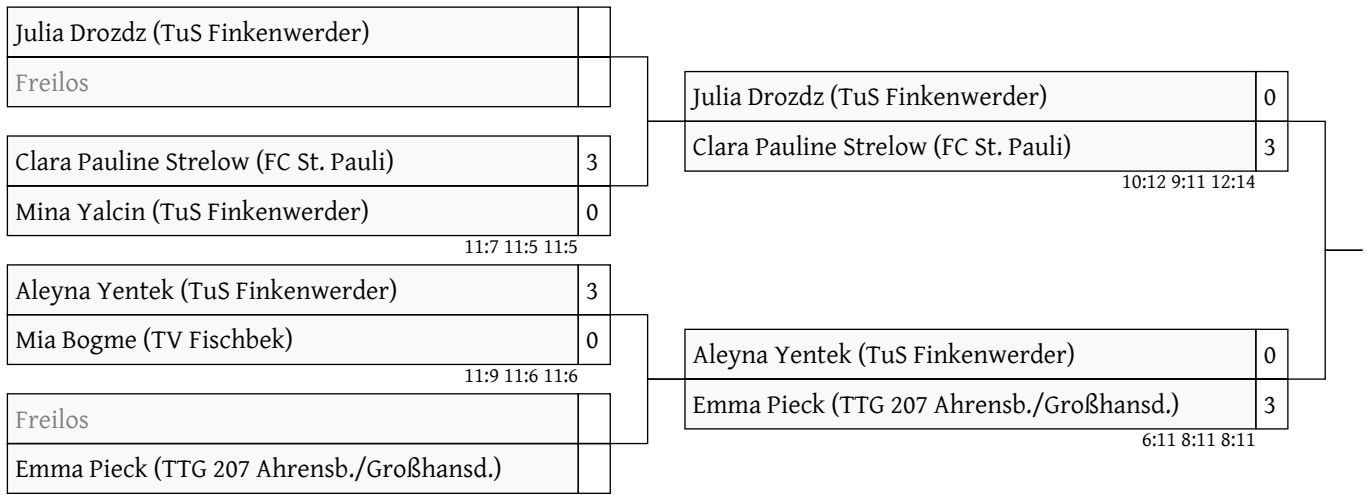 Julia Drozdz (TuS Finkenwerder)
Freilos
Clara Pauline Strelow (FC St. Pauli) 3
Mina Yalcin (TuS Finkenwerder) 0
11:7 11:5 11:5
Aleyna Yentek (TuS Finkenwerder) 3
Mia Bogme (TV Fischbek) 0
11:9 11:6 11:6
Freilos
Emma Pieck (TTG 207 Ahrensb./Großhansd.)
Julia Drozdz (TuS Finkenwerder) 0
Clara Pauline Strelow (FC St. Pauli) 3
10:12 9:11 12:14
Aleyna Yentek (TuS Finkenwerder) 0
Emma Pieck (TTG 207 Ahrensb./Großhansd.) 3
6:11 8:11 8:11